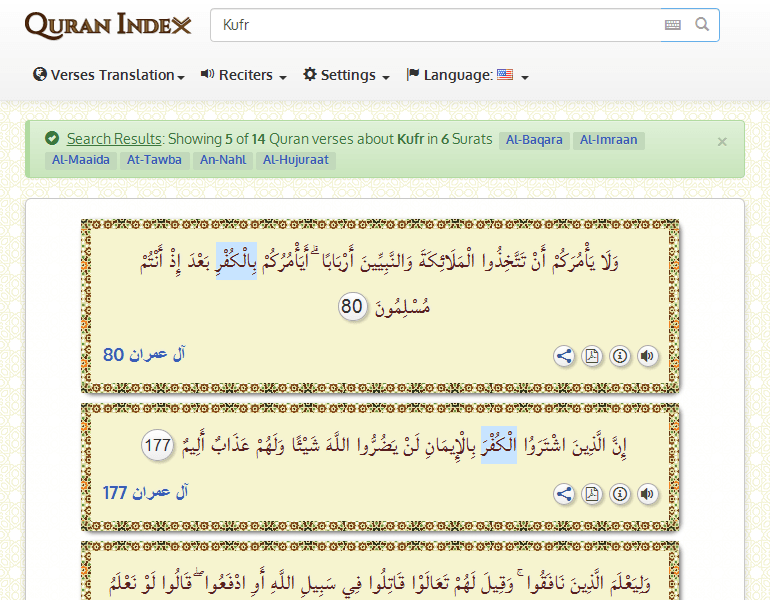 QURAN INDEX
Kufr
Verses Translation Reciters Settings Language:
Search Results: Showing 5 of 14 Quran verses about Kufr in 6 Surats Al-Baqara Al-Imraan ×
Al-Maaida At-Tawba An-Nahl Al-Hujuraat
وَلَا يَأْمُرَكُمْ أَنْ تَتَّخِذُوا الْمَلَائِكَةَ وَالنَّبِيِّينَ أَرْبَابًا ۗ أَيَأْمُرُكُمْ بِالْكُفْرِ بَعْدَ إِذْ أَنْتُمْ
مُسْلِمُونَ 80
آل عمران 80
إِنَّ الَّذِينَ اشْتَرَوُا الْكُفْرَ بِالْإِيمَانِ لَنْ يَضُرُّوا اللَّهَ شَيْئًا وَلَهُمْ عَذَابٌ أَلِيمٌ 177
آل عمران 177
وَلِيَعْلَمَ الَّذِينَ نَافَقُوا ۚ وَقِيلَ لَهُمْ تَعَالَوْا قَاتِلُوا فِي سَبِيلِ اللَّهِ أَوِ ادْفَعُوا ۖ قَالُوا لَوْ نَعْلَمُ